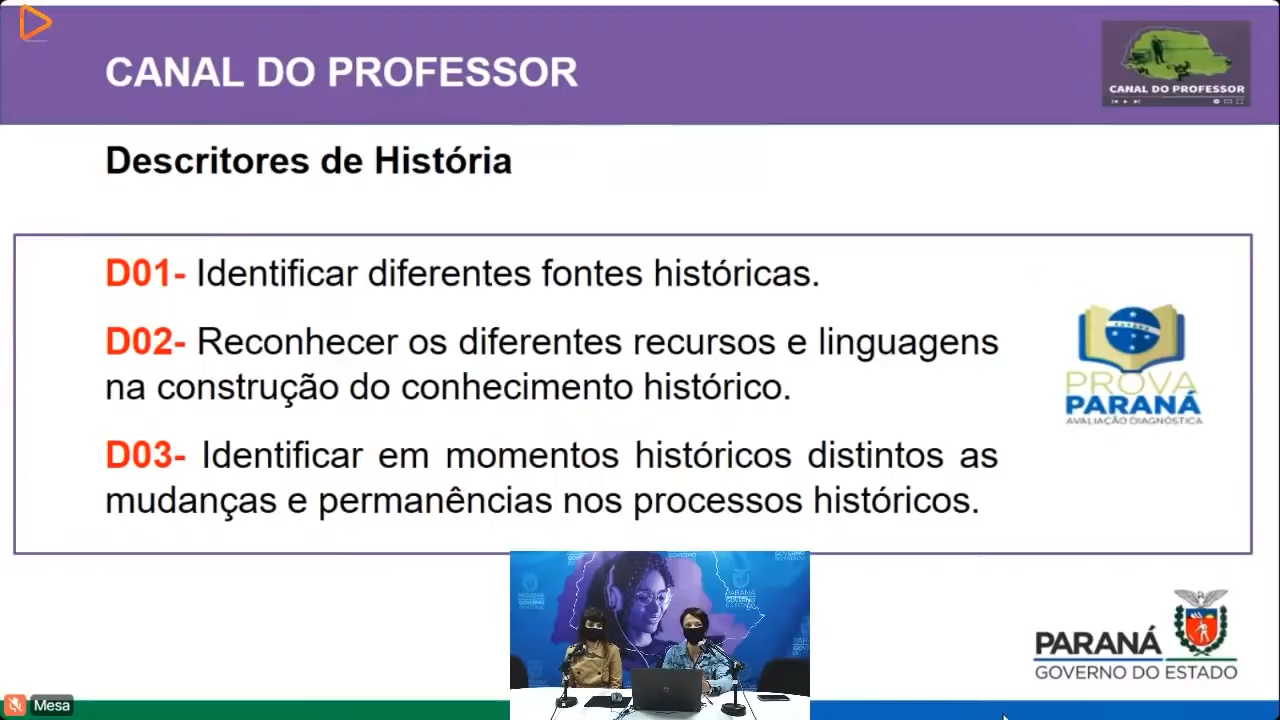 CANAL DO PROFESSOR
CANAL DO PROFESSOR
Descritores de História
D01- Identificar diferentes fontes históricas.
D02- Reconhecer os diferentes recursos e linguagens
na construção do conhecimento histórico.
D03- Identificar em momentos históricos distintos as
mudanças e permanências nos processos históricos.
PARANÁ
PROVA
PARANÁ
AVALIAÇÃO DIAGNÓSTICA
PARANÁ
GOVERNO DO ESTADO
Mesa